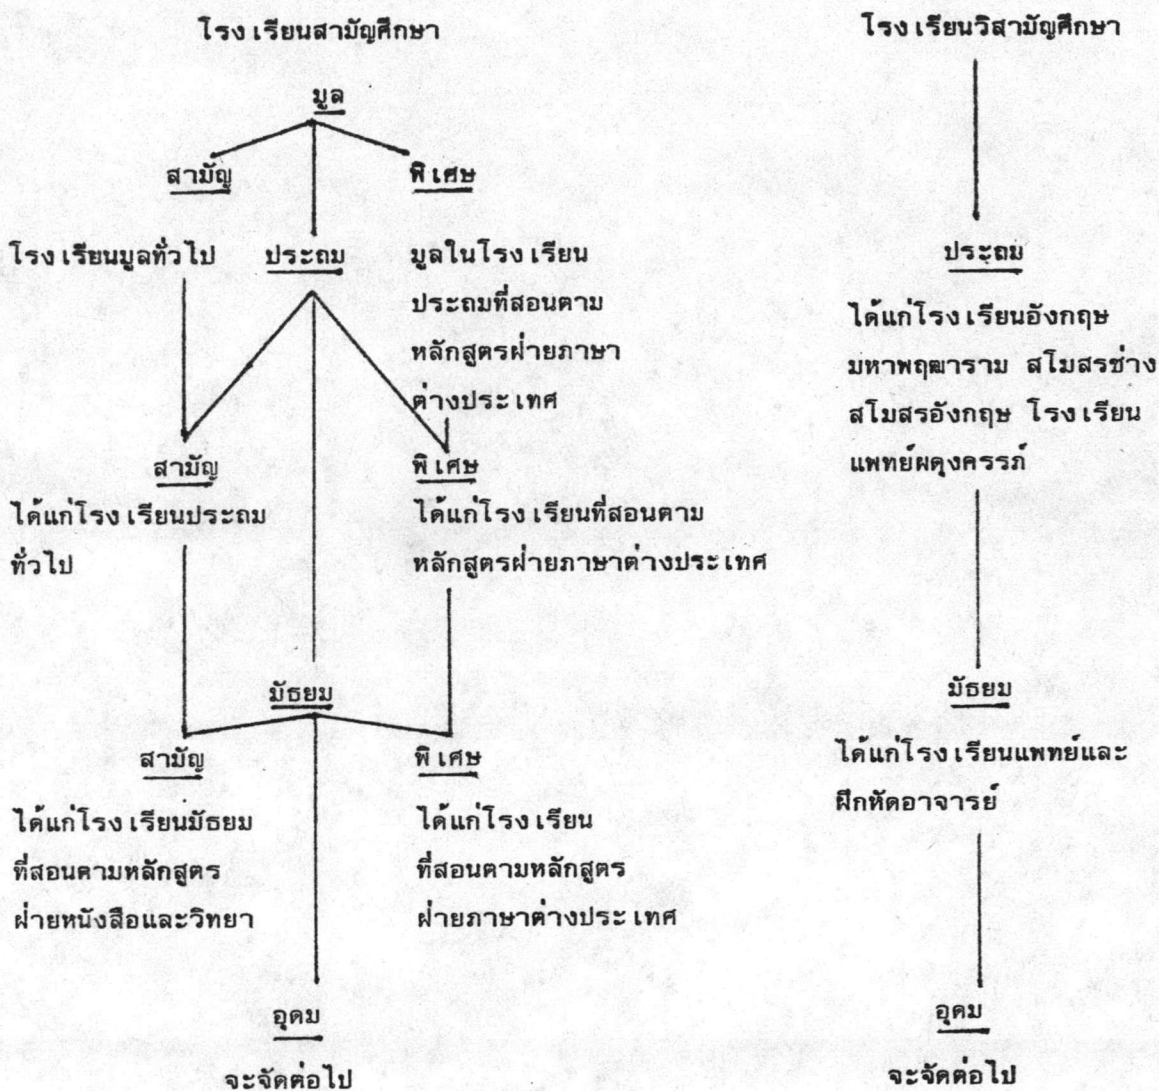 โรงเรียนสามัญศึกษา
มูล
สามัญ
พิเศษ
โรงเรียนมูลทั่วไป
ประถม
มูลในโรงเรียน
ประถมที่สอนตาม
หลักสูตรฝ่ายภาษา
ต่างประเทศ
สามัญ
พิเศษ
ได้แก่โรงเรียนประถม
ทั่วไป
ได้แก่โรงเรียนที่สอนตาม
หลักสูตรฝ่ายภาษาต่างประเทศ
มัธยม
สามัญ
พิเศษ
ได้แก่โรงเรียนมัธยม
ที่สอนตามหลักสูตร
ฝ่ายหนังสือและวิทยา
ได้แก่โรงเรียน
ที่สอนตามหลักสูตร
ฝ่ายภาษาต่างประเทศ
อุดม
จะจัดต่อไป
โรงเรียนวิสามัญศึกษา
ประถม
ได้แก่โรงเรียนอังกฤษ
มหาพฤฒาราม สโมสรช่าง
สโมสรอังกฤษ โรงเรียน
แพทย์ผดุงครรภ์
มัธยม
ได้แก่โรงเรียนแพทย์และ
ฝึกหัดอาจารย์
อุดม
จะจัดต่อไป